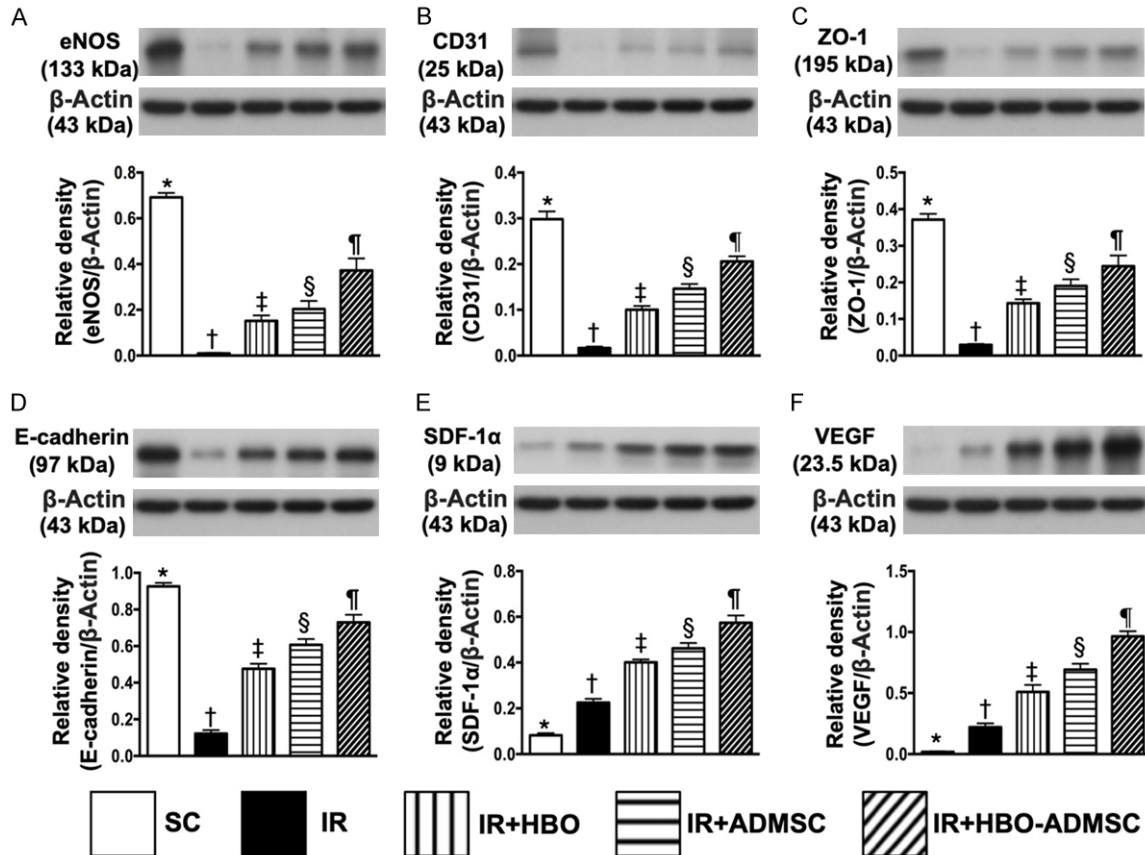 A
eNOS
(133 kDa)
β-Actin
(43 kDa)
Relative density
(eNOS/β-Actin)
0.8
0.6
0.4
0.2
0.0
*
†
‡
§
¶
B
CD31
(25 kDa)
β-Actin
(43 kDa)
Relative density
(CD31/β-Actin)
0.4
0.3
0.2
0.1
0.0
*
†
‡
§
¶
C
ZO-1
(195 kDa)
β-Actin
(43 kDa)
Relative density
(ZO-1/β-Actin)
0.5
0.4
0.3
0.2
0.1
0.0
*
†
‡
§
¶
D
E-cadherin
(97 kDa)
β-Actin
(43 kDa)
Relative density
(E-cadherin/β-Actin)
1.0
0.8
0.6
0.4
0.2
0.0
*
†
‡
§
¶
E
SDF-1α
(9 kDa)
β-Actin
(43 kDa)
Relative density
(SDF-1α/β-Actin)
0.8
0.6
0.4
0.2
0.0
*
†
‡
§
¶
F
VEGF
(23.5 kDa)
β-Actin
(43 kDa)
Relative density
(VEGF/β-Actin)
1.5
1.0
0.5
0.0
*
†
‡
§
¶
SC IR IR+HBO IR+ADMSC IR+HBO-ADMSC